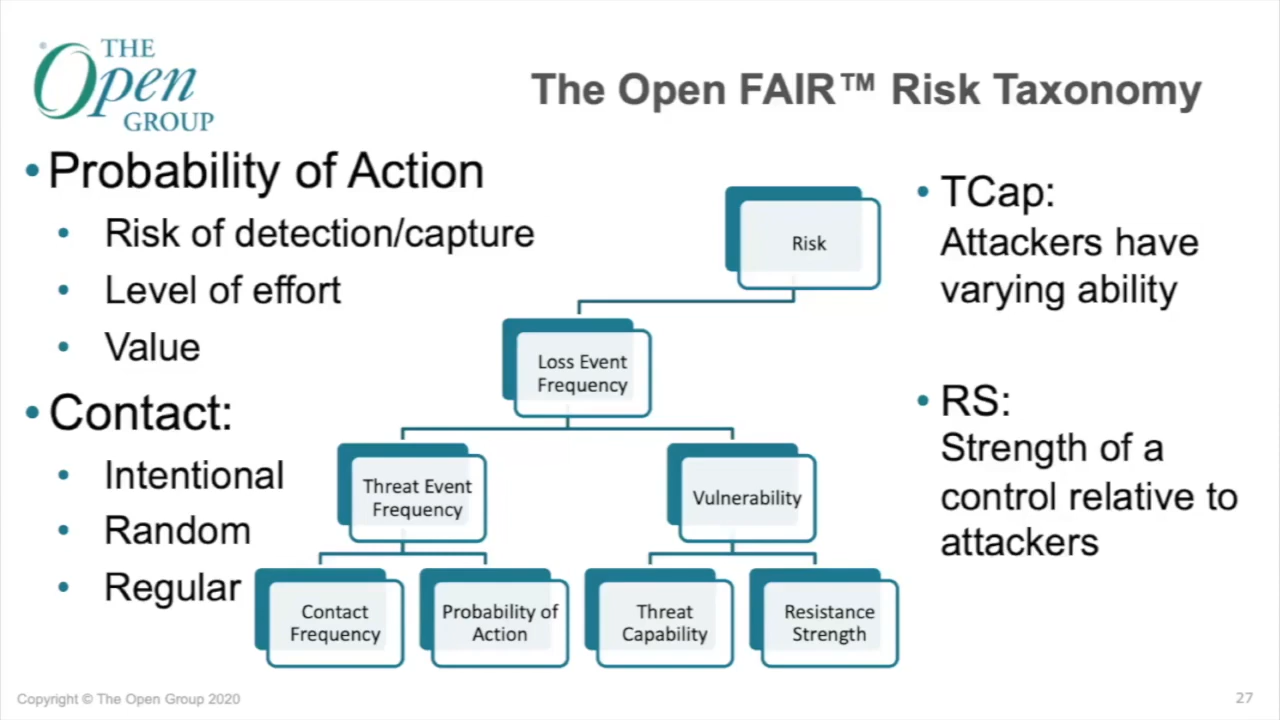 THE
Open
GROUP
The Open FAIR™ Risk Taxonomy
• Probability of Action
• Risk of detection/capture
• Level of effort
• Value
• Contact:
• Intentional
• Random
• Regular
Risk
Loss Event
Frequency
Threat Event
Frequency
Vulnerability
Contact
Frequency
Probability of
Action
Threat
Capability
Resistance
Strength
• TCap:
Attackers have
varying ability
• RS:
Strength of a
control relative to
attackers
Copyright © The Open Group 2020
27